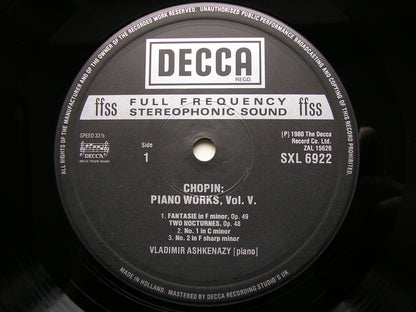 ALL RIGHTS OF THE MANUFACTURER AND OF THE OWNER OF THE RECORDED WORK RESERVED. UNAUTHORISED PUBLIC PERFORMANCE BROADCASTING AND COPYING OF THIS RECORD PROHIBITED.
DECCA
REGD.
ffss FULL FREQUENCY ffss
STEREOPHONIC SOUND
SPEED 33⅓
DECCA
Side
1
(P) 1980 The Decca
Record Co. Ltd.
ZAL 15626
SXL 6922
CHOPIN:
PIANO WORKS, Vol. V.
1. FANTASIE in F minor, Op. 49
TWO NOCTURNES, Op. 48
2. No. 1 in C minor
3. No. 2 in F sharp minor
VLADIMIR ASHKENAZY [piano]
MADE IN HOLLAND, MASTERED BY DECCA RECORDING STUDIO'S UK